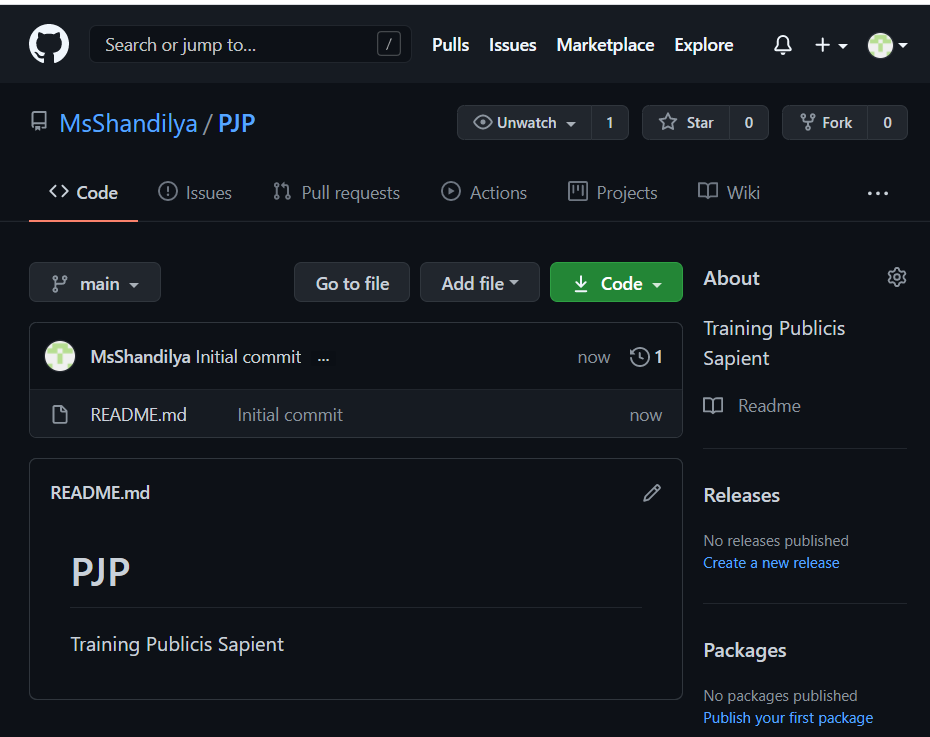 Search or jump to... /
Pulls Issues Marketplace Explore
MsShandilya / PJP
Unwatch 1 Star 0 Fork 0
Code Issues Pull requests Actions Projects Wiki ...
main Go to file Add file Code
MsShandilya Initial commit ... now 1
README.md Initial commit now
README.md
PJP
Training Publicis Sapient
About
Training Publicis
Sapient
Readme
Releases
No releases published
Create a new release
Packages
No packages published
Publish your first package